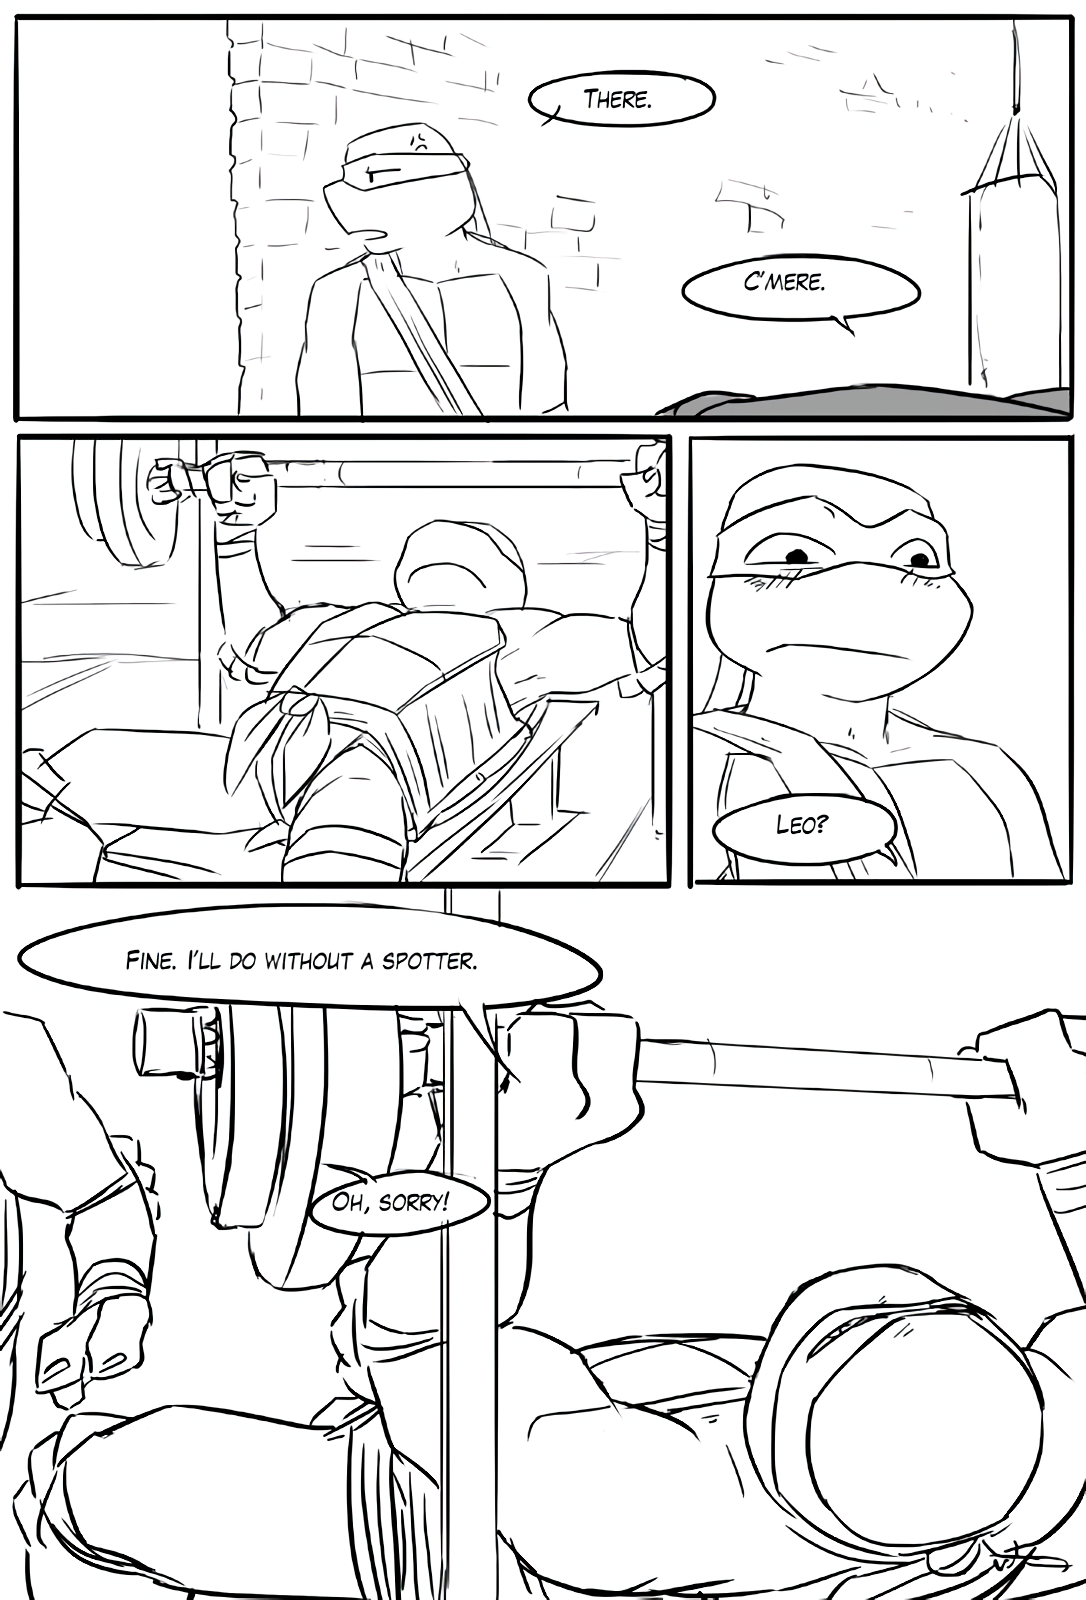 THERE.
C'MERE.
LEO?
FINE. I'LL DO WITHOUT A SPOTTER.
OH, SORRY!